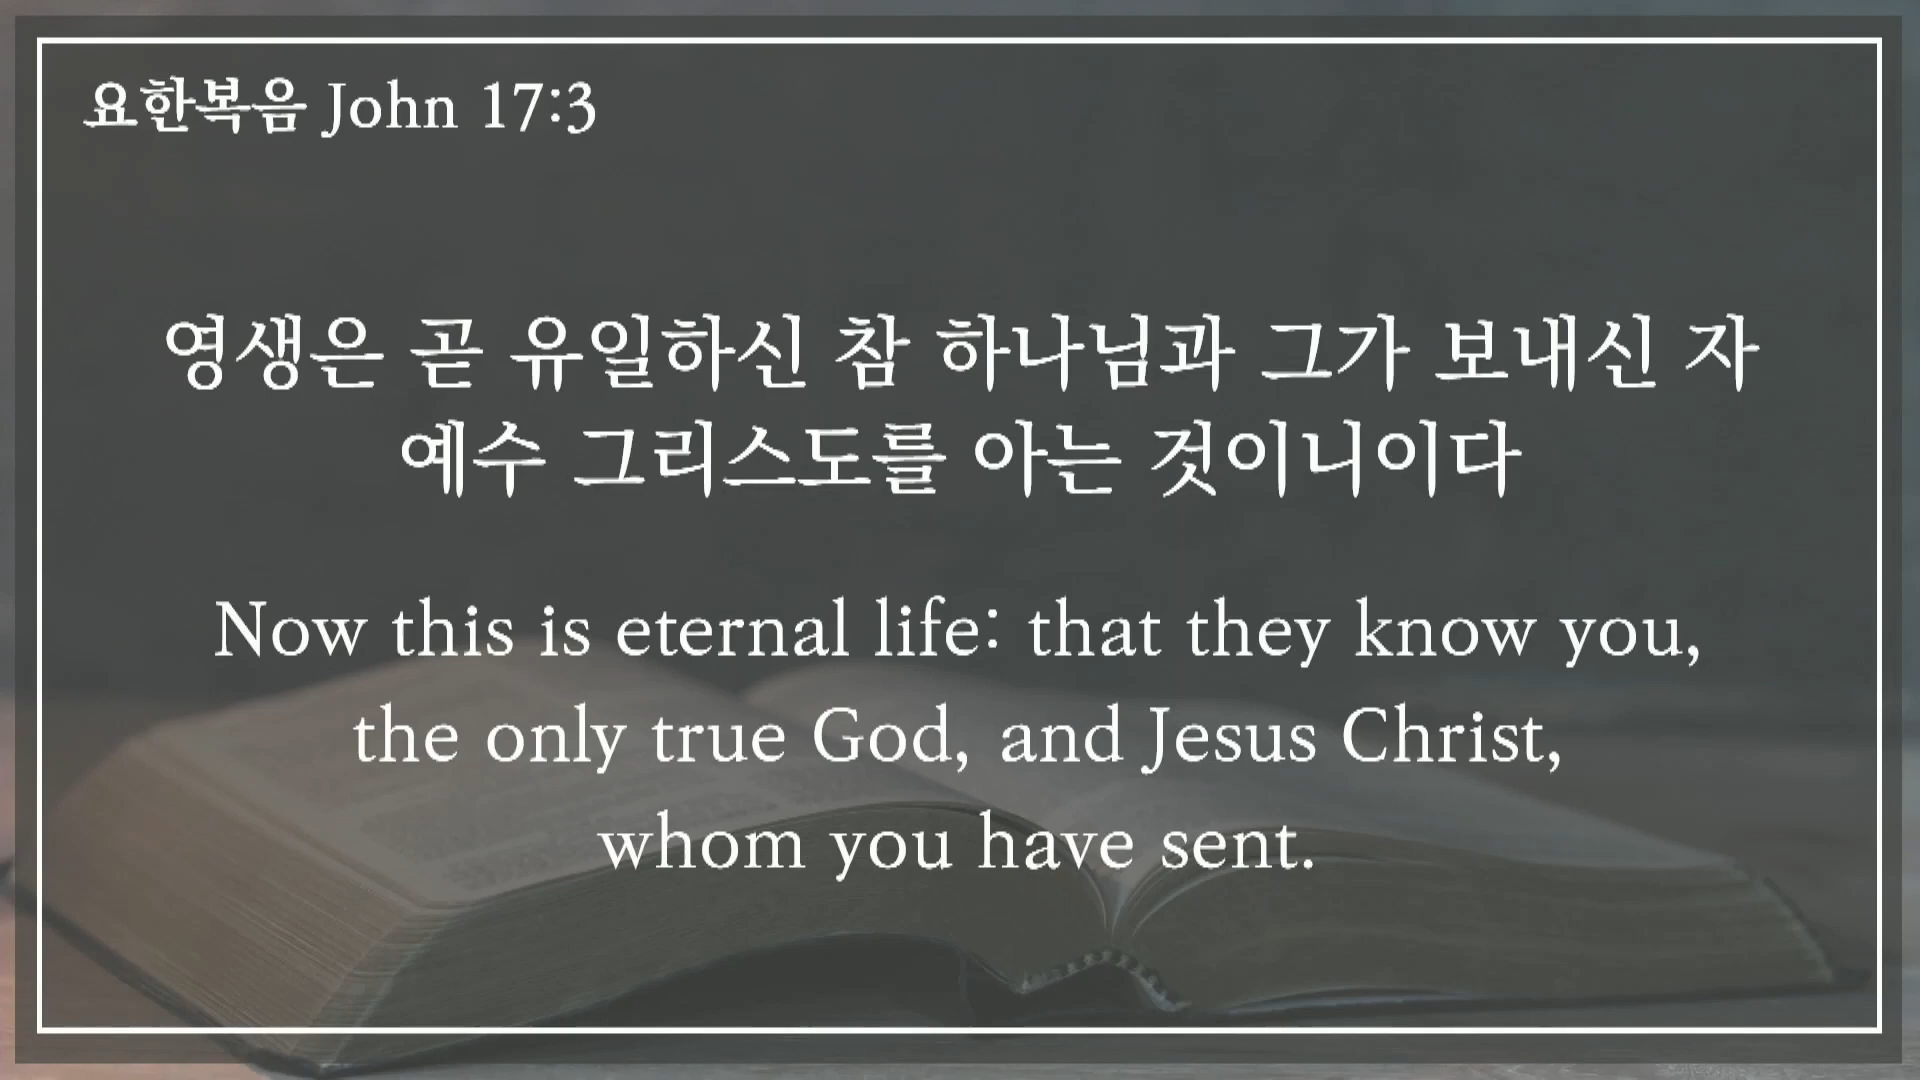 요한복음 John 17:3
영생은 곧 유일하신 참 하나님과 그가 보내신 자
예수 그리스도를 아는 것이니이다
Now this is eternal life: that they know you,
the only true God, and Jesus Christ,
whom you have sent.